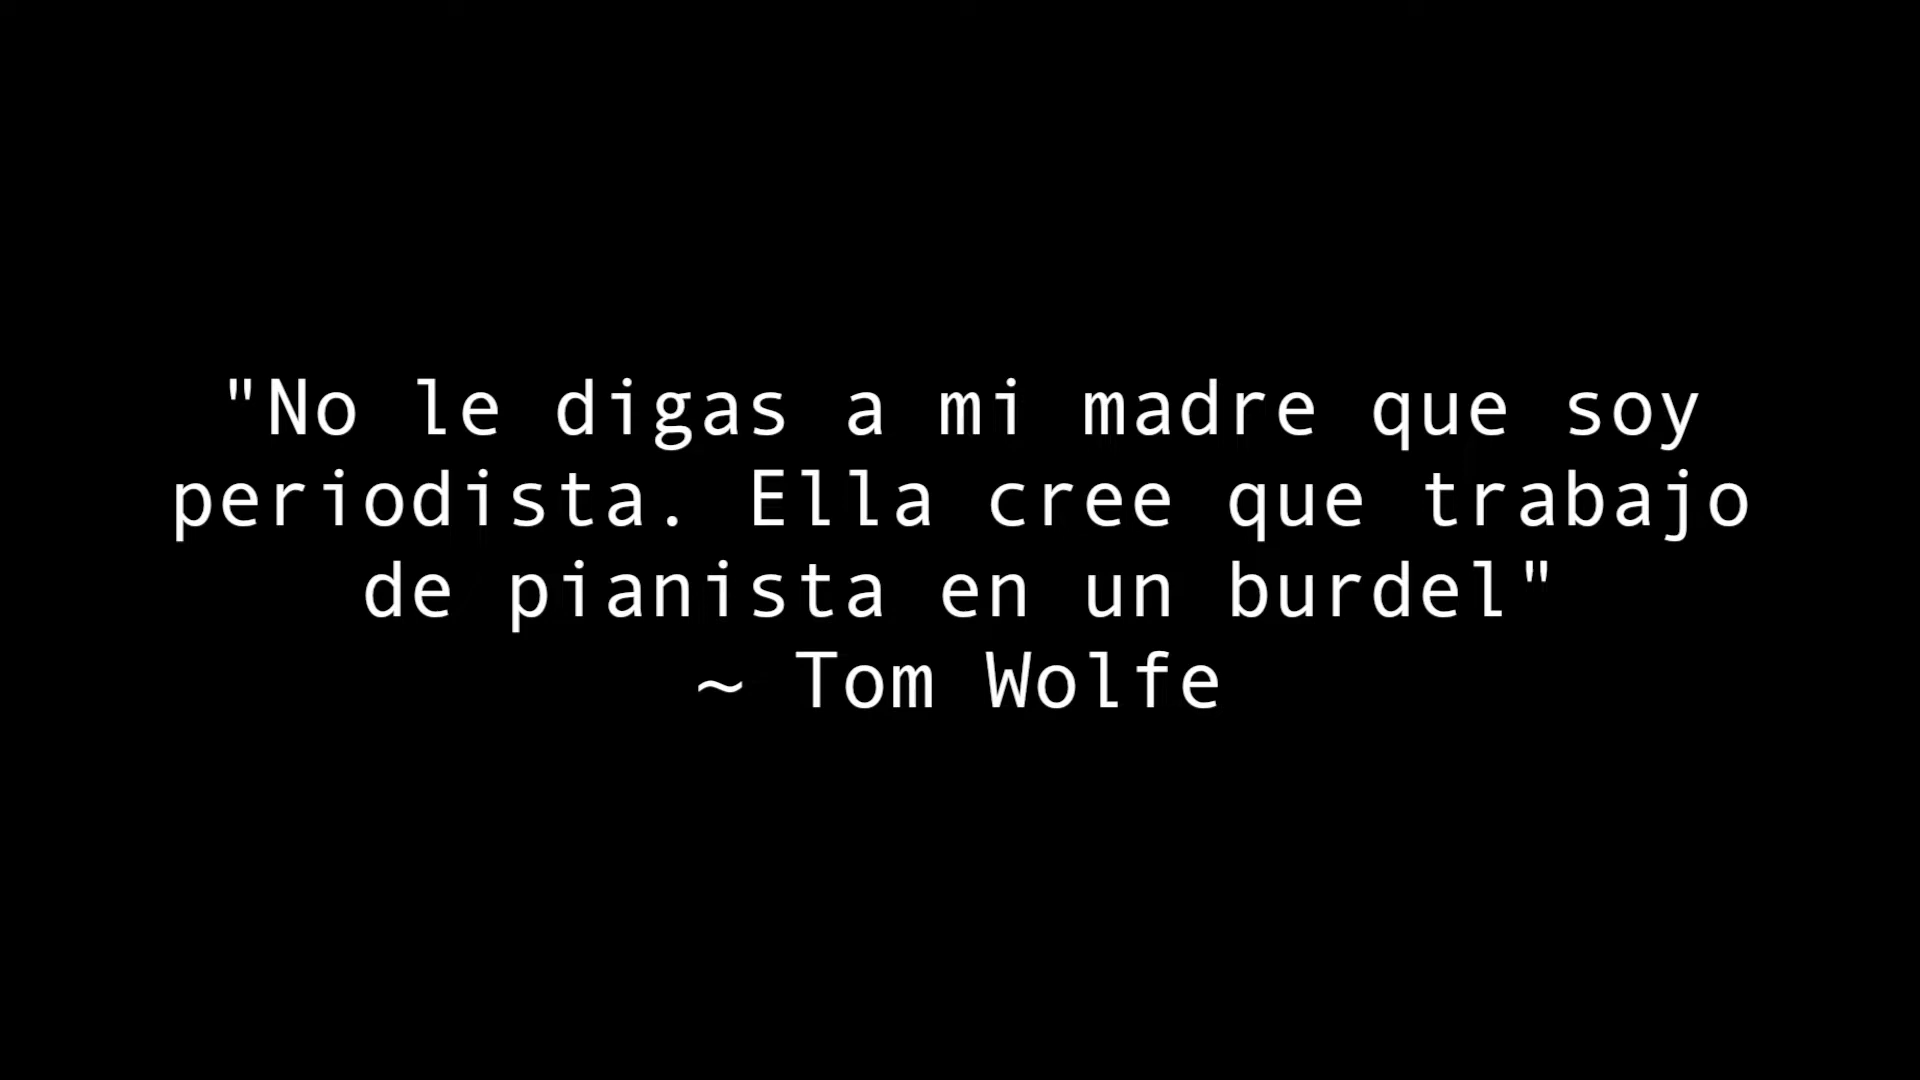 "No le digas a mi madre que soy
periodista. Ella cree que trabajo
de pianista en un burdel"
~ Tom Wolfe